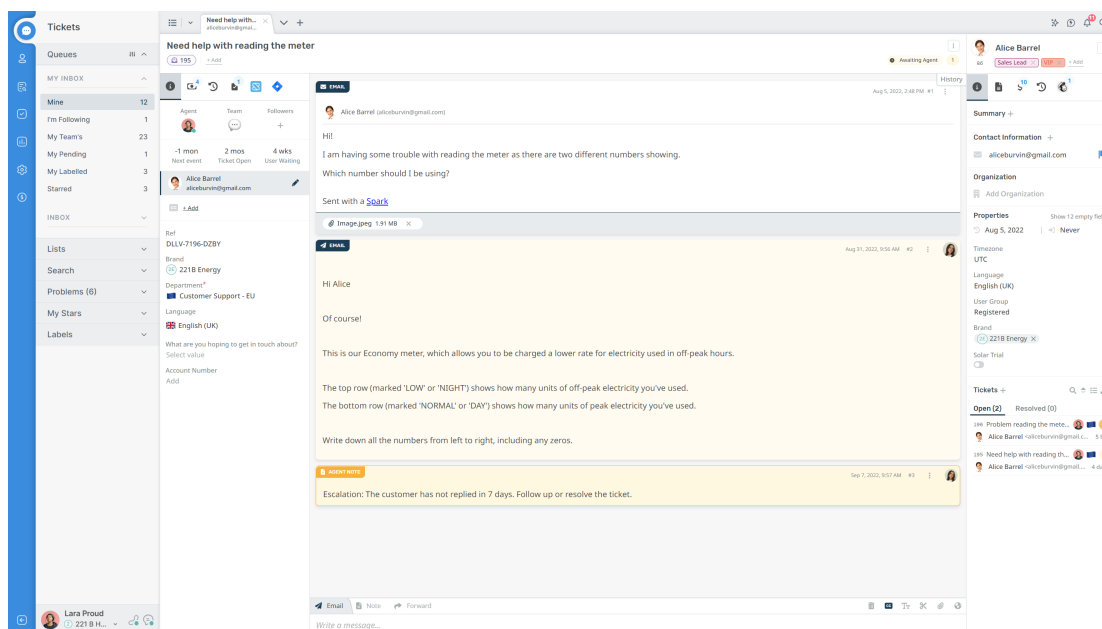 Tickets
Queues
MY INBOX
Mine 12
I'm Following 1
My Team's 23
My Pending 1
My Labelled 3
Starred 3
INBOX
Lists
Search
Problems (6)
My Stars
Labels
Lara Proud
221 B H...
Need help with...
aliceburvin@gmai...
Need help with reading the meter
195 + Add
Awaiting Agent 1
History
4
1
Agent Team Followers
-1 mon 2 mos 4 wks
Next event Ticket Open User Waiting
Alice Barrel
aliceburvin@gmail.com
CC + Add
Ref
DLLV-7196-DZBY
Brand
221B Energy
Department*
Customer Support - EU
Language
English (UK)
What are you hoping to get in touch about?
Select value
Account Number
Add
EMAIL
Aug 5, 2022, 2:48 PM #1
Alice Barrel (aliceburvin@gmail.com)
Hi!
I am having some trouble with reading the meter as there are two different numbers showing.
Which number should I be using?
Sent with a Spark
Image.jpeg 1.91 MB
EMAIL
Aug 31, 2022, 9:56 AM #2
Hi Alice
Of course!
This is our Economy meter, which allows you to be charged a lower rate for electricity used in off-peak hours.
The top row (marked 'LOW' or 'NIGHT') shows how many units of off-peak electricity you've used.
The bottom row (marked 'NORMAL' or 'DAY') shows how many units of peak electricity you've used.
Write down all the numbers from left to right, including any zeros.
AGENT NOTE
Sep 7, 2022, 9:57 AM #3
Escalation: The customer has not replied in 7 days. Follow up or resolve the ticket.
Email Note Forward
Write a message...
Alice Barrel
86 Sales Lead VIP + Add
10
1
Summary
Contact Information
aliceburvin@gmail.com
Organization
Add Organization
Properties Show 12 empty fiel
Aug 5, 2022 Never
Timezone
UTC
Language
English (UK)
User Group
Registered
Brand
221B Energy
Solar Trial
Tickets
Open (2) Resolved (0)
196 Problem reading the mete...
Alice Barrel <aliceburvin@gmail.c...
195 Need help with reading th...
Alice Barrel <aliceburvin@gmail....